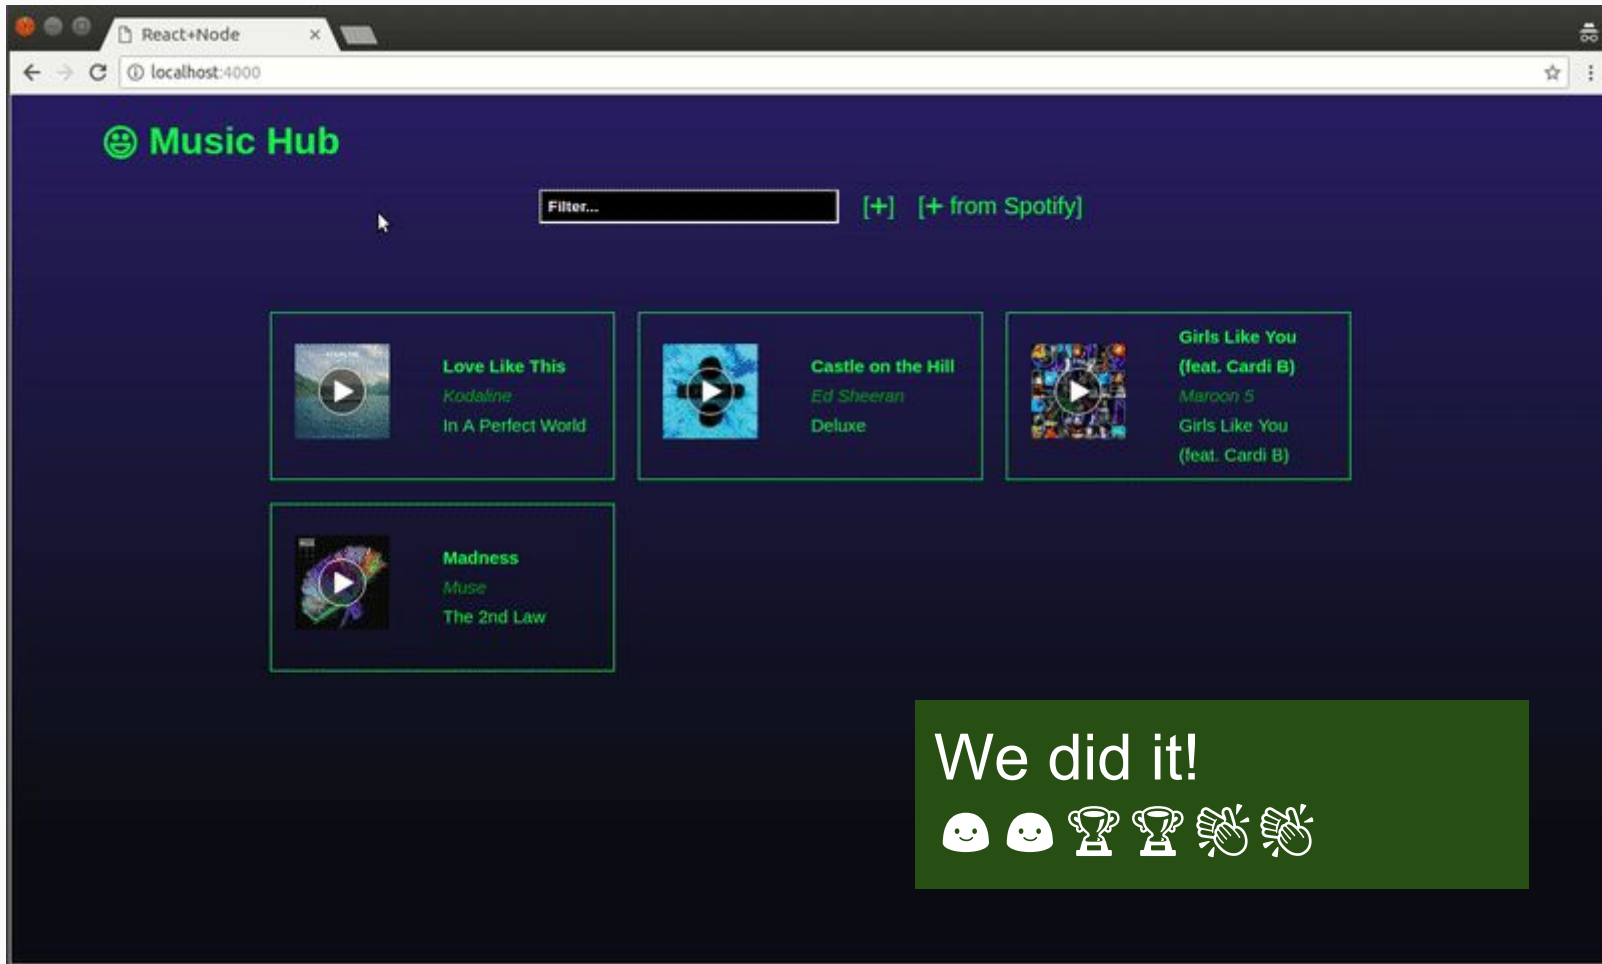 React+Node
localhost:4000
Music Hub
Filter...
[+] [+ from Spotify]
Love Like This
Kodaline
In A Perfect World
Castle on the Hill
Ed Sheeran
Deluxe
Girls Like You
(feat. Cardi B)
Maroon 5
Girls Like You
(feat. Cardi B)
Madness
Muse
The 2nd Law
We did it!